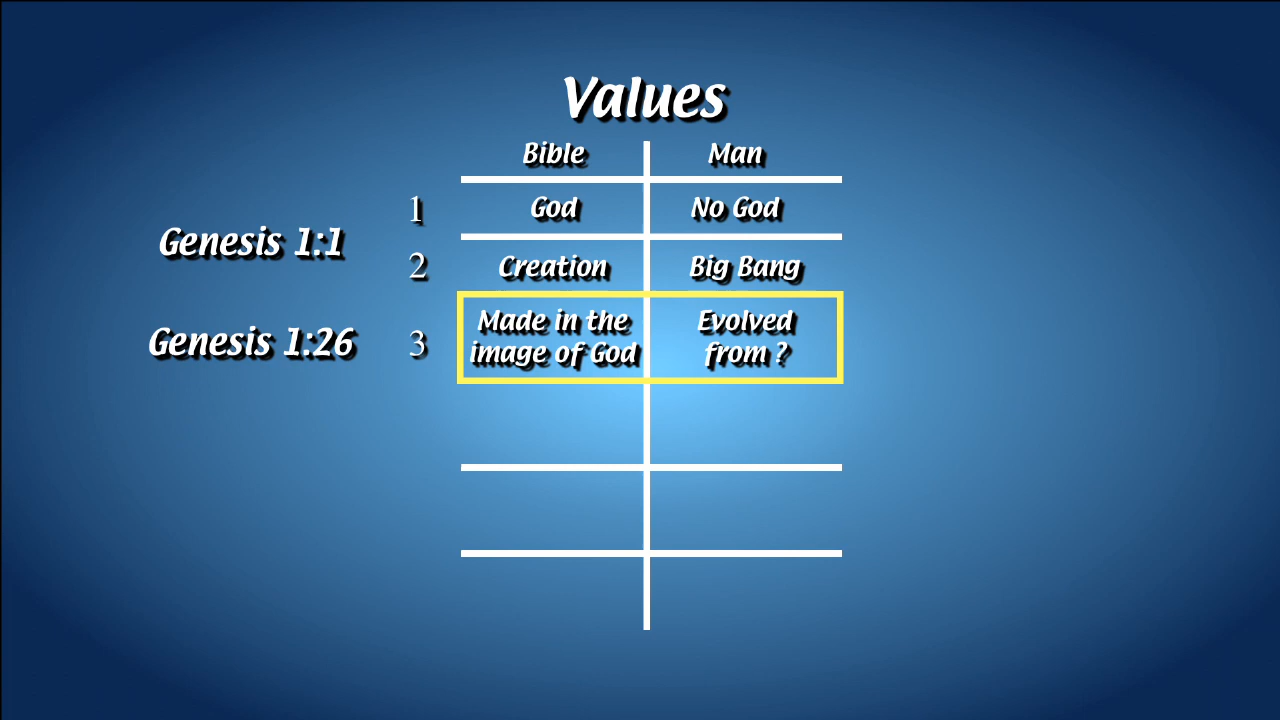 Values
Bible Man
1 God No God
Genesis 1:1
2 Creation Big Bang
Made in the Evolved
Genesis 1:26 3
image of God from ?